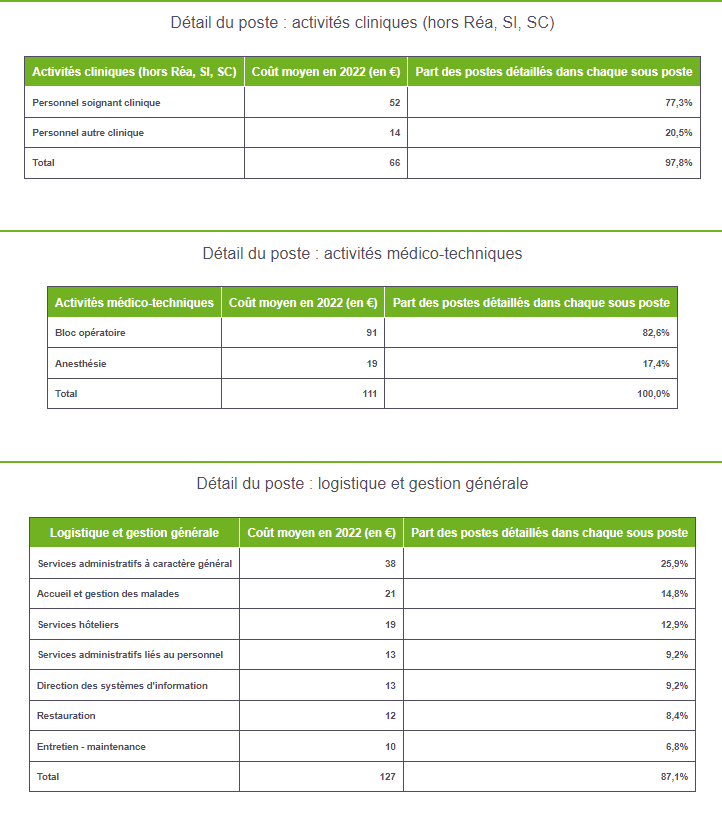 Détail du poste : activités cliniques (hors Réa, SI, SC)
Activités cliniques (hors Réa, SI, SC) Coût moyen en 2022 (en €) Part des postes détaillés dans chaque sous poste
Personnel soignant clinique 52 77,3%
Personnel autre clinique 14 20,5%
Total 66 97,8%
Détail du poste : activités médico-techniques
Activités médico-techniques Coût moyen en 2022 (en €) Part des postes détaillés dans chaque sous poste
Bloc opératoire 91 82,6%
Anesthésie 19 17,4%
Total 111 100,0%
Détail du poste : logistique et gestion générale
Logistique et gestion générale Coût moyen en 2022 (en €) Part des postes détaillés dans chaque sous poste
Services administratifs à caractère général 38 25,9%
Accueil et gestion des malades 21 14,8%
Services hôteliers 19 12,9%
Services administratifs liés au personnel 13 9,2%
Direction des systèmes d'information 13 9,2%
Restauration 12 8,4%
Entretien - maintenance 10 6,8%
Total 127 87,1%